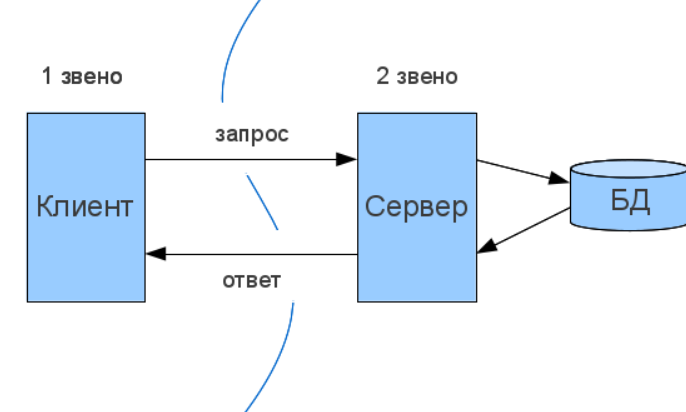 1 звено
2 звено
запрос
Клиент
Сервер
БД
ответ